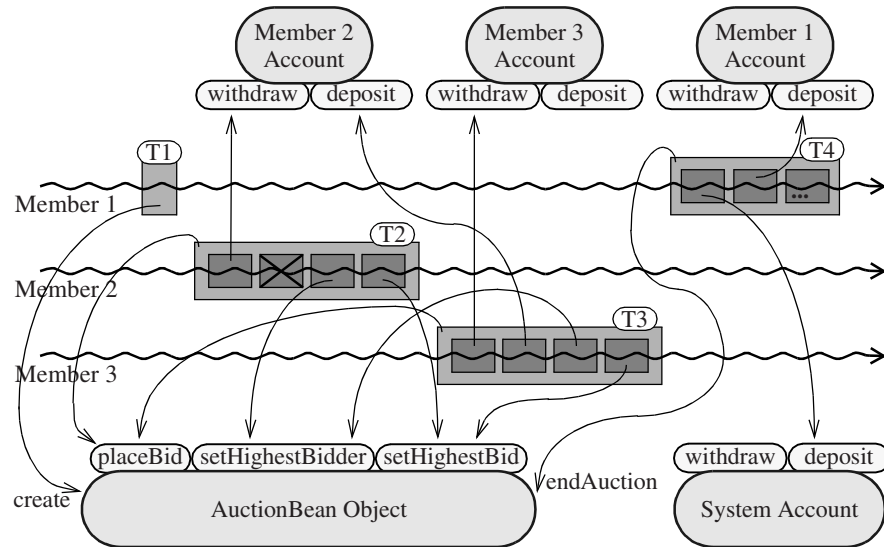 Member 2
Account
Member 3
Account
Member 1
Account
withdraw
deposit
withdraw
deposit
withdraw
deposit
T1
T4
Member 1
T2
Member 2
T3
Member 3
placeBid
setHighestBidder
setHighestBid
withdraw
deposit
create
endAuction
AuctionBean Object
System Account